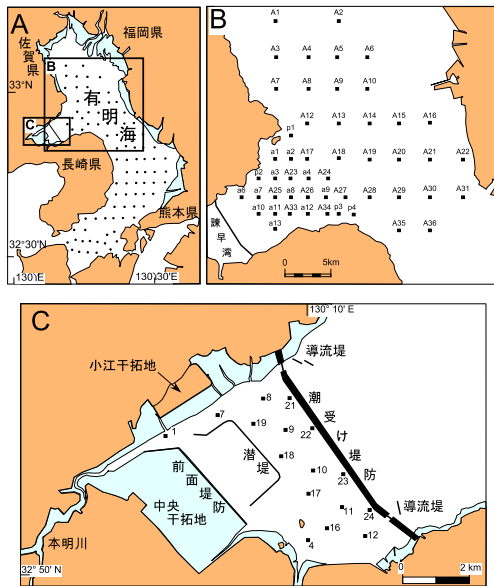 A
福岡県
佐賀県
33°N
B
有明海
C
長崎県
熊本県
32°30'N
130°E
130°30'E
B
A1 A2
A3 A4 A5 A6
A7 A8 A9 A10
A12 A13 A14 A15 A16
p1
a1 a2 A17 A18 A19 A20 A21 A22
p2 a3 A23 a4 A24
a6 a7 A25 a8 A26 a9 A27 A28 A29 A30 A31
a10 a11 A33 a12 A34 p3 p4
a13 A35 A36
諫早湾
0 5km
C
130° 10' E
小江干拓地
導流堤
潮受け堤防
8
21
7
19
9
22
1
潜堤
18
前面堤防
10
23
中央
干拓地
17
11
24
導流堤
16
本明川
4
12
32° 50' N
0 2 km